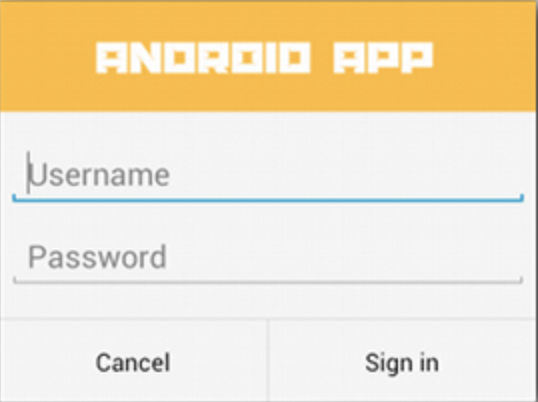 ANDROID APP
Username
Password
Cancel Sign in